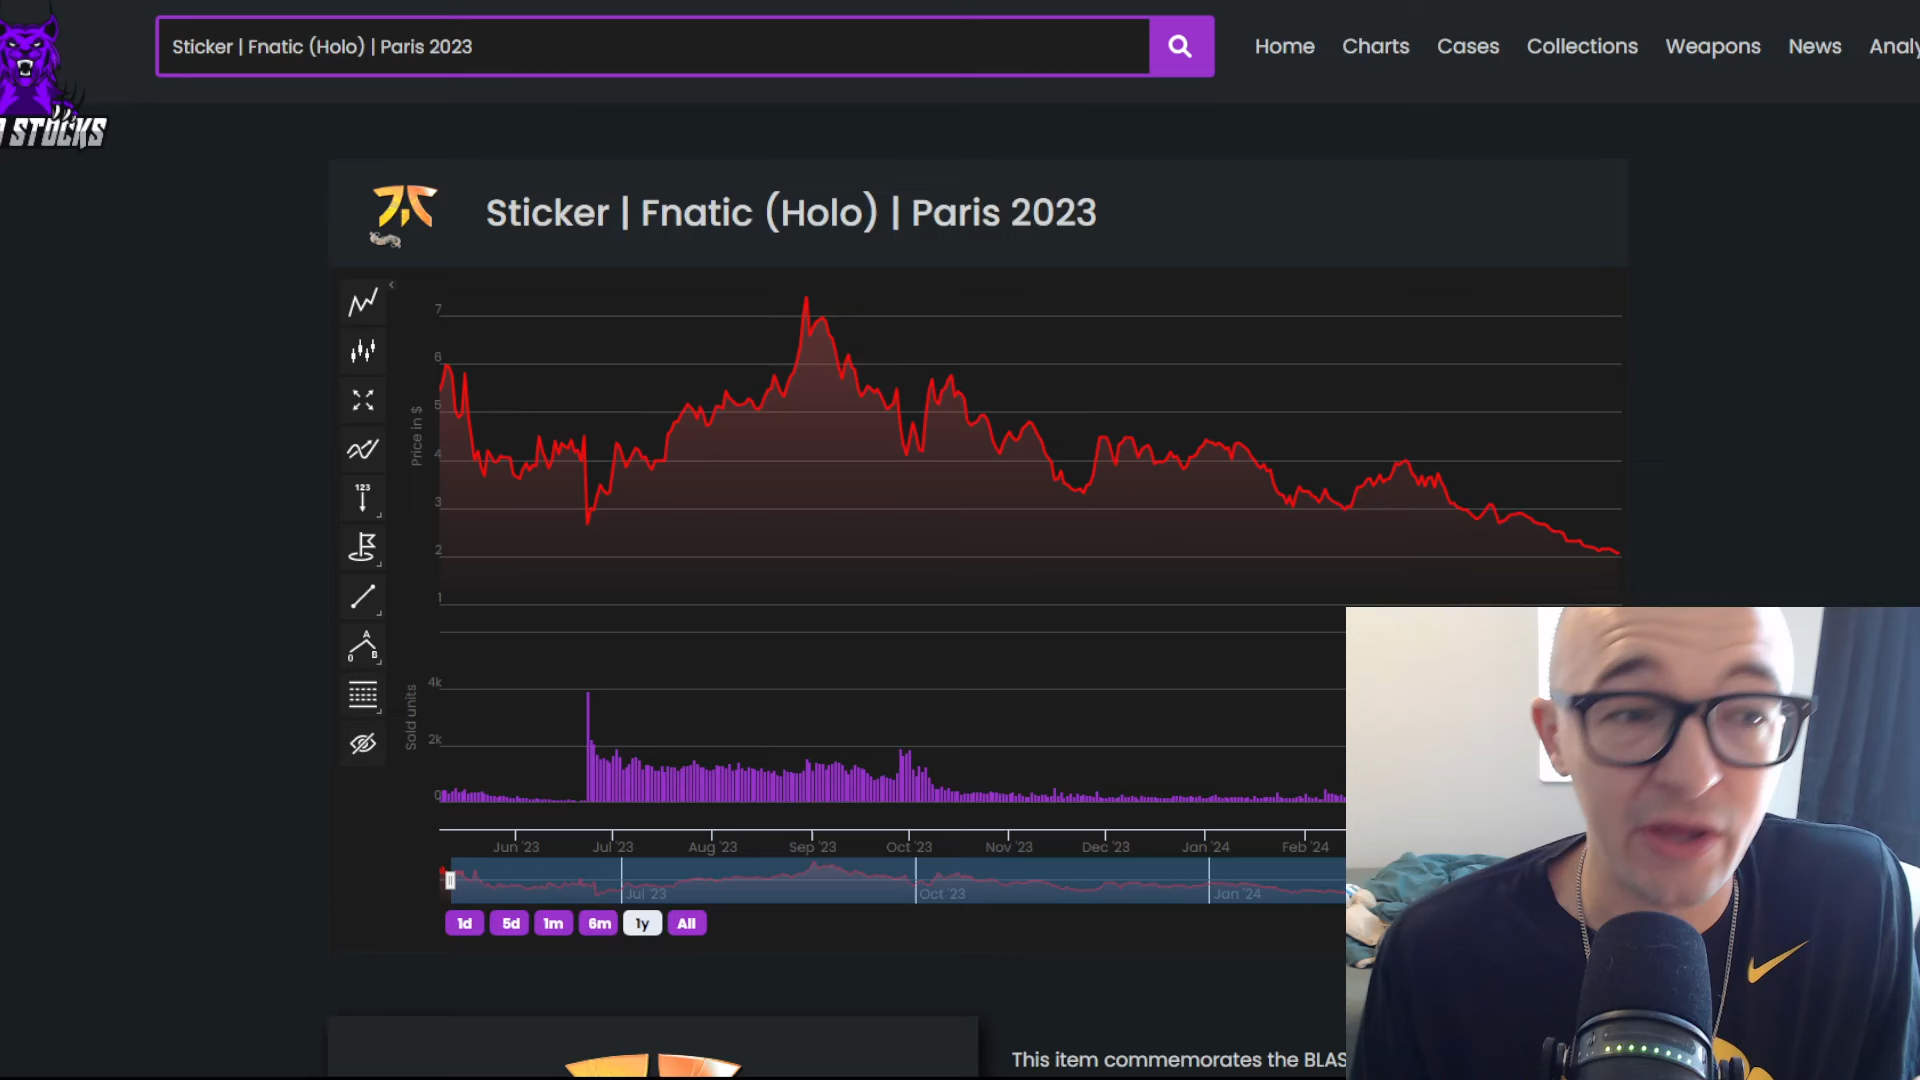 Sticker | Fnatic (Holo) | Paris 2023
Home
Charts
Cases
Collections
Weapons
News
Analy
STOCKS
Sticker | Fnatic (Holo) | Paris 2023
7
6
5
4
3
2
1
Price in $
4k
2k
0
Sold units
123
A
0
B
Jun '23
Jul '23
Aug '23
Sep '23
Oct '23
Nov '23
Dec '23
Jan '24
Feb '24
Jul '23
Oct '23
Jan '24
1d
5d
1m
6m
1y
All
This item commemorates the BLAS